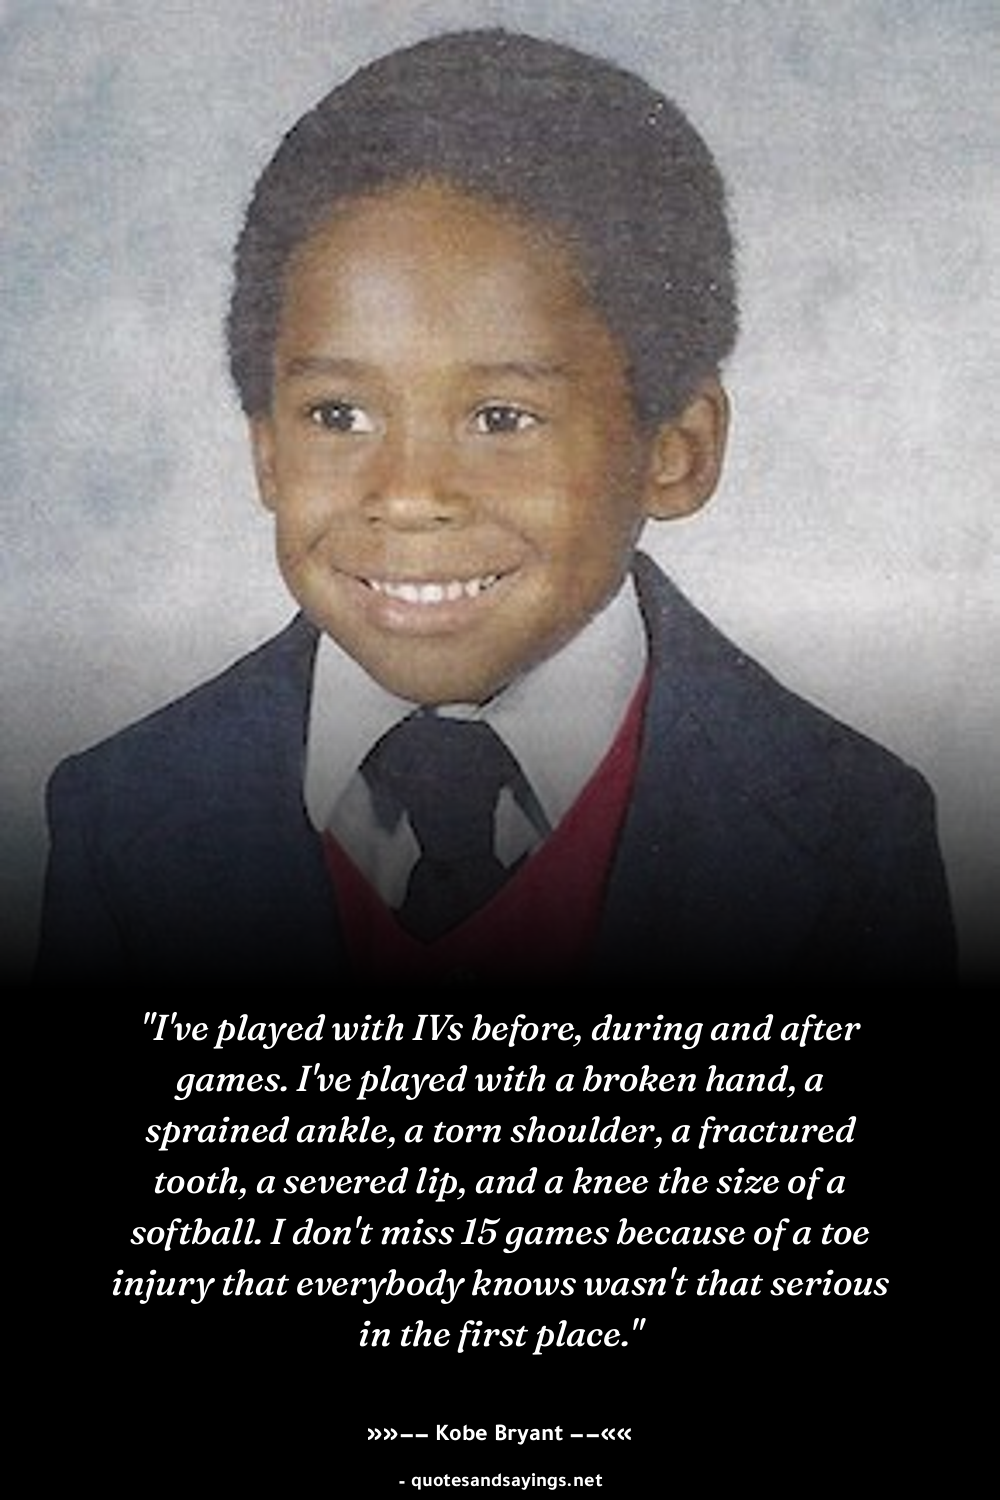 "I've played with IVs before, during and after
games. I've played with a broken hand, a
sprained ankle, a torn shoulder, a fractured
tooth, a severed lip, and a knee the size of a
softball. I don't miss 15 games because of a toe
injury that everybody knows wasn't that serious
in the first place."
»»–– Kobe Bryant ––««
- quotesandsayings.net